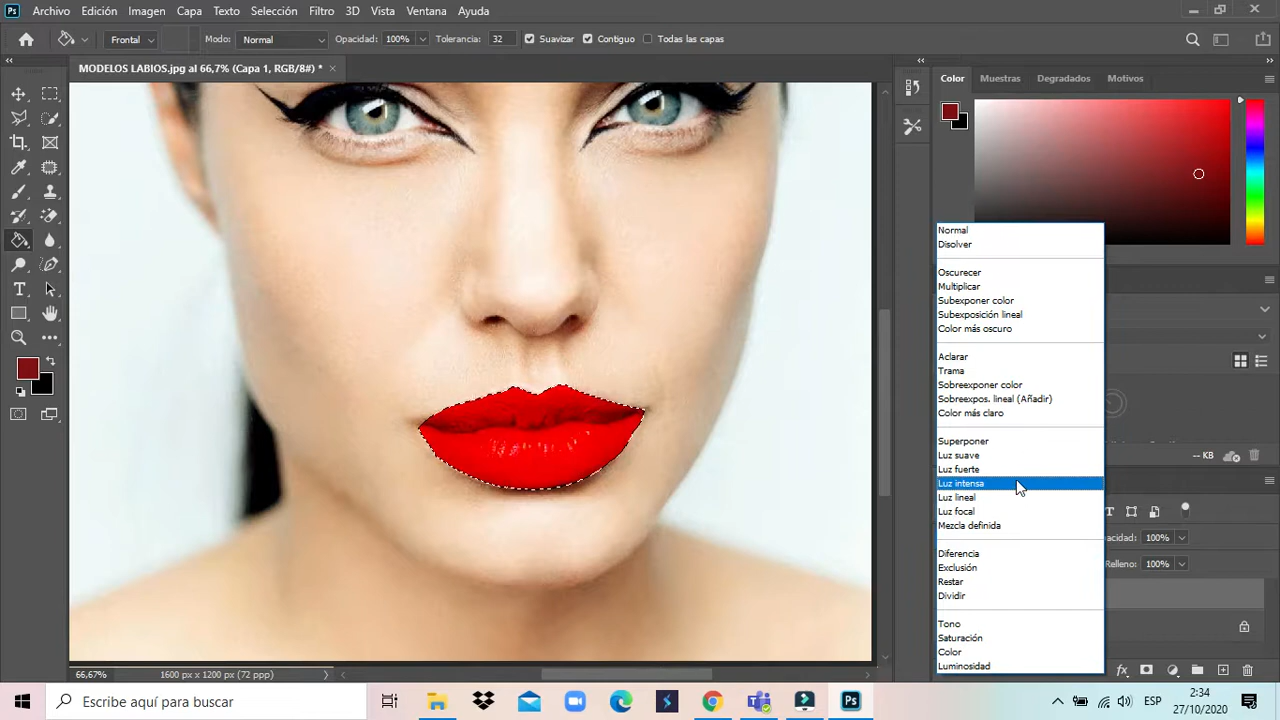 Ps Archivo Edición Imagen Capa Texto Selección Filtro 3D Vista Ventana Ayuda
Frontal Modo: Normal Opacidad: 100% Tolerancia: 32 Suavizar Contiguo Todas las capas
MODELOS LABIOS.jpg al 66,7% (Capa 1, RGB/8#) *
Color Muestras Degradados Motivos
Normal
Disolver
Oscurecer
Multiplicar
Subexponer color
Subexposición lineal
Color más oscuro
Aclarar
Trama
Sobreexponer color
Sobreexpos. lineal (Añadir)
Color más claro
Superponer
Luz suave
-- KB
Luz fuerte
Luz intensa
Luz lineal
Luz focal
Mezcla definida
acidad: 100%
Diferencia
Exclusión
Relleno: 100%
Restar
Dividir
Tono
Saturación
Color
Luminosidad
66,67% 1600 px x 1200 px (72 ppp)
fx
Escribe aquí para buscar
Ps
ESP
2:34
27/10/2020